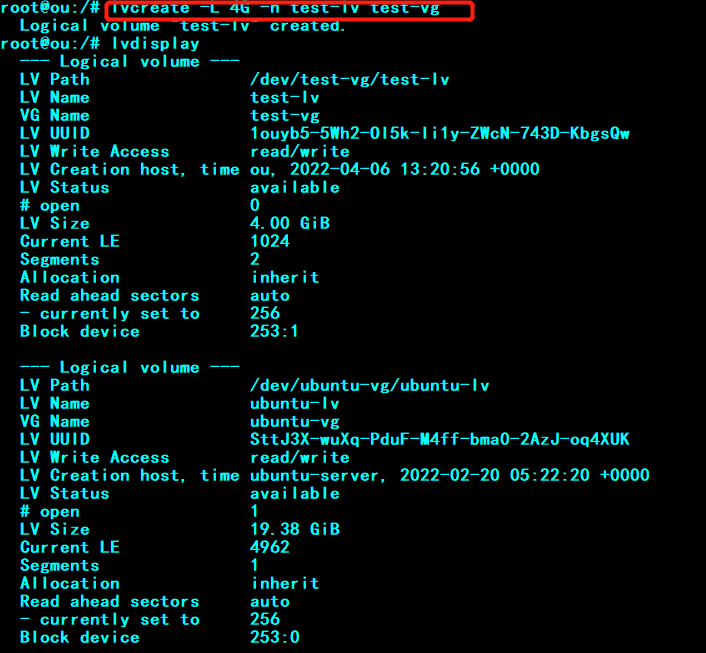 root@ou:/# lvcreate -L 4G -n test-lv test-vg
  Logical volume "test-lv" created.
root@ou:/# lvdisplay
  --- Logical volume ---
  LV Path                /dev/test-vg/test-lv
  LV Name                test-lv
  VG Name                test-vg
  LV UUID                1ouyb5-5Wh2-OI5k-Ii1y-ZWcN-743D-KbgsQw
  LV Write Access        read/write
  LV Creation host, time ou, 2022-04-06 13:20:56 +0000
  LV Status              available
  # open                 0
  LV Size                4.00 GiB
  Current LE             1024
  Segments               2
  Allocation             inherit
  Read ahead sectors     auto
  - currently set to     256
  Block device           253:1
  --- Logical volume ---
  LV Path                /dev/ubuntu-vg/ubuntu-lv
  LV Name                ubuntu-lv
  VG Name                ubuntu-vg
  LV UUID                SttJ3X-wuXq-PduF-M4ff-bma0-2AzJ-oq4XUK
  LV Write Access        read/write
  LV Creation host, time ubuntu-server, 2022-02-20 05:22:20 +0000
  LV Status              available
  # open                 1
  LV Size                19.38 GiB
  Current LE             4962
  Segments               1
  Allocation             inherit
  Read ahead sectors     auto
  - currently set to     256
  Block device           253:0